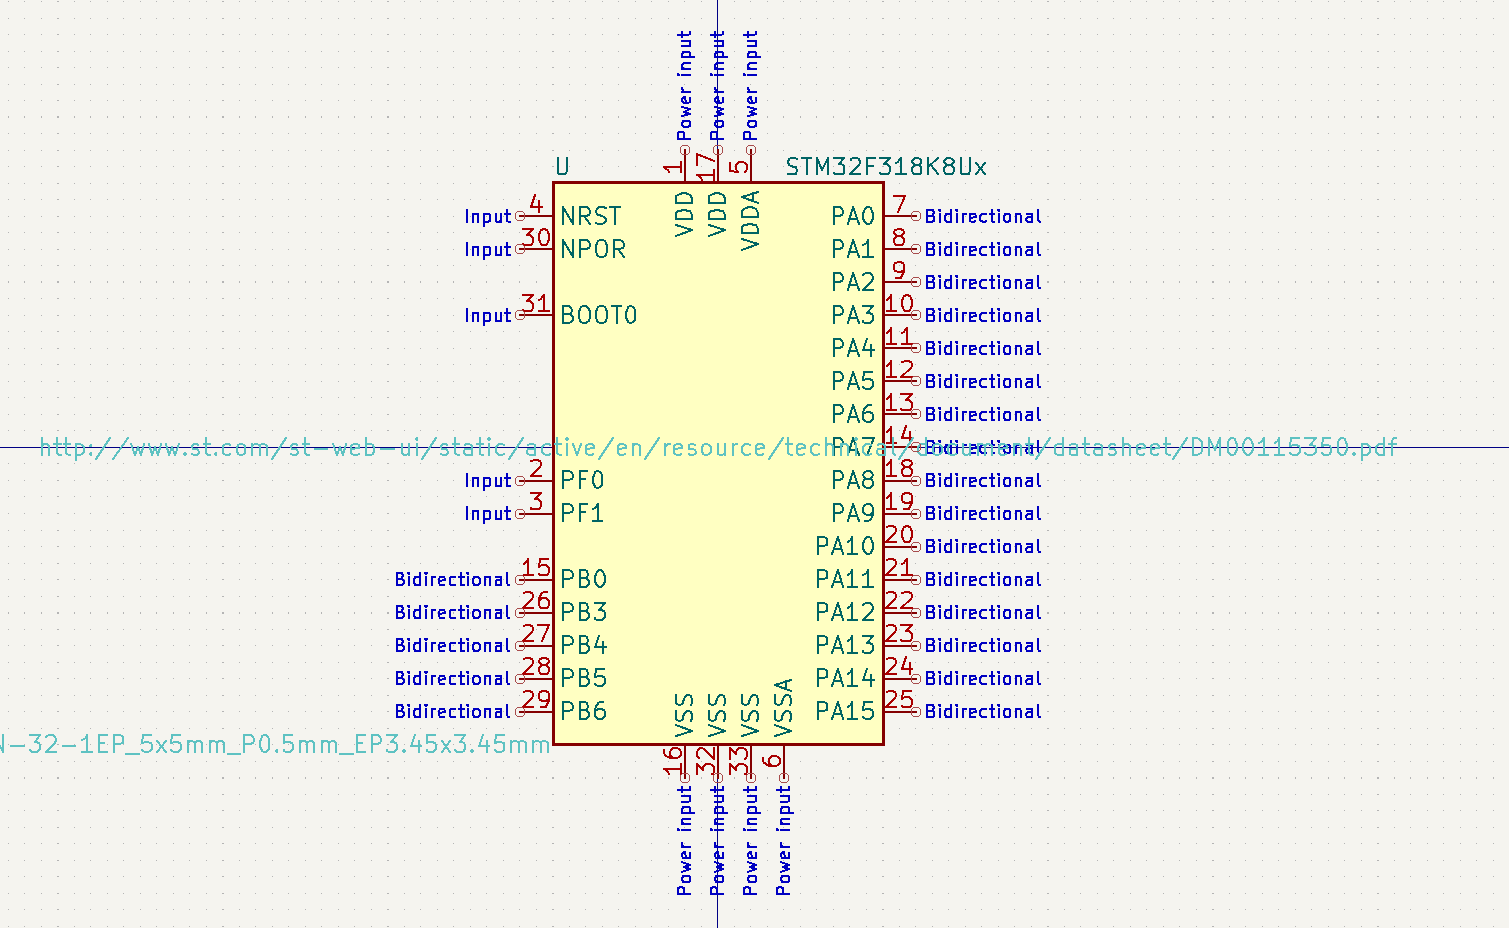 Power input Power input Power input
1 17 5
U STM32F318K8Ux
VDD VDD VDDA
Input 4 NRST PA0 7 Bidirectional
Input 30 NPOR PA1 8 Bidirectional
PA2 9 Bidirectional
Input 31 BOOT0 PA3 10 Bidirectional
PA4 11 Bidirectional
PA5 12 Bidirectional
PA6 13 Bidirectional
PA7 14 Bidirectional
http://www.st.com/st-web-ui/static/active/en/resource/technical/document/datasheet/DM00115350.pdf
Input 2 PF0 PA8 18 Bidirectional
Input 3 PF1 PA9 19 Bidirectional
PA10 20 Bidirectional
Bidirectional 15 PB0 PA11 21 Bidirectional
Bidirectional 26 PB3 PA12 22 Bidirectional
Bidirectional 27 PB4 PA13 23 Bidirectional
Bidirectional 28 PB5 PA14 24 Bidirectional
Bidirectional 29 PB6 PA15 25 Bidirectional
VSS VSS VSS VSSA
N-32-1EP_5x5mm_P0.5mm_EP3.45x3.45mm
16 32 33 6
Power input Power input Power input Power input